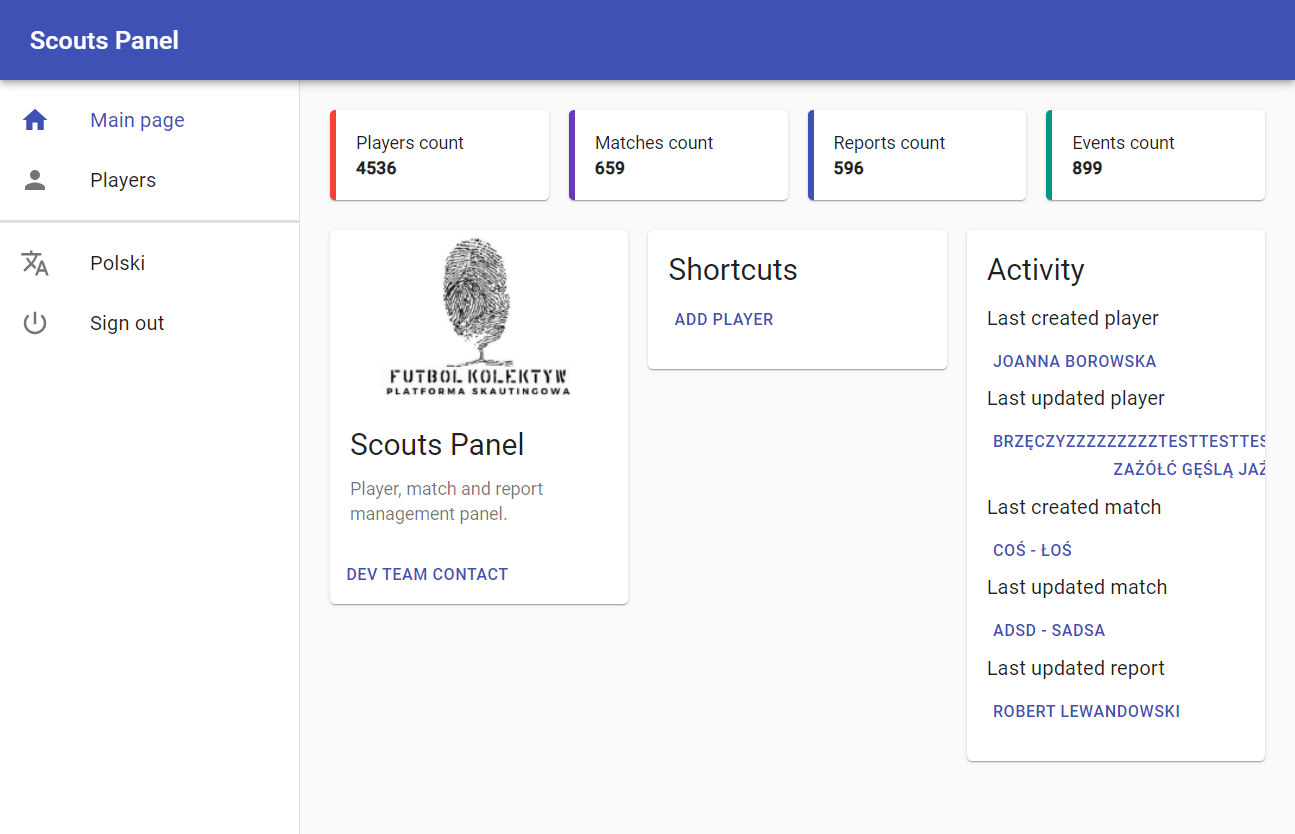 Scouts Panel
Main page
Players
Polski
Sign out
Players count
4536
Matches count
659
Reports count
596
Events count
899
FUTBOL KOLEKTYW
PLATFORMA SKAUTINGOWA
Scouts Panel
Player, match and report
management panel.
DEV TEAM CONTACT
Shortcuts
ADD PLAYER
Activity
Last created player
JOANNA BOROWSKA
Last updated player
BRZĘCZYZZZZZZZZZTESTTESTTES
ZAŻÓŁĆ GĘŚLĄ JAŹ
Last created match
COŚ - ŁOŚ
Last updated match
ADSD - SADSA
Last updated report
ROBERT LEWANDOWSKI